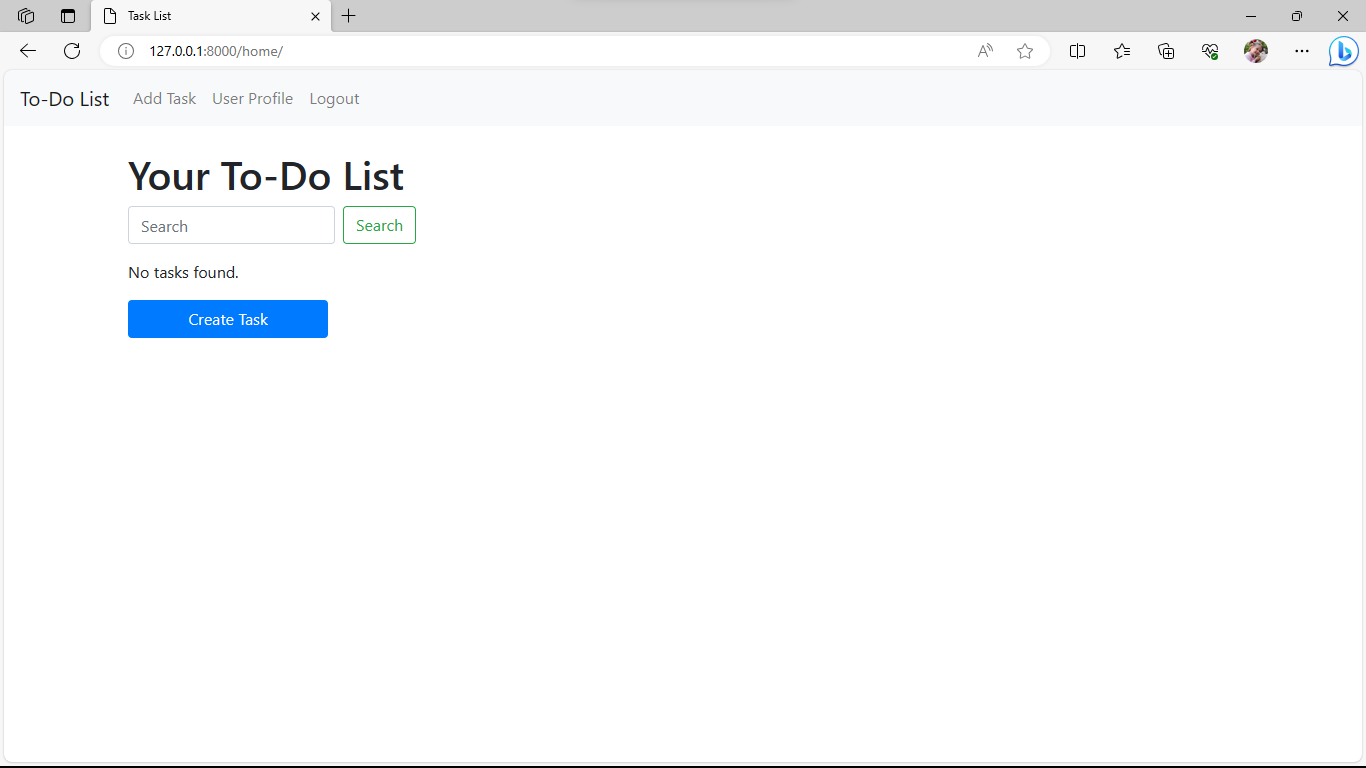 Task List
127.0.0.1:8000/home/
To-Do List Add Task User Profile Logout
Your To-Do List
Search Search
No tasks found.
Create Task